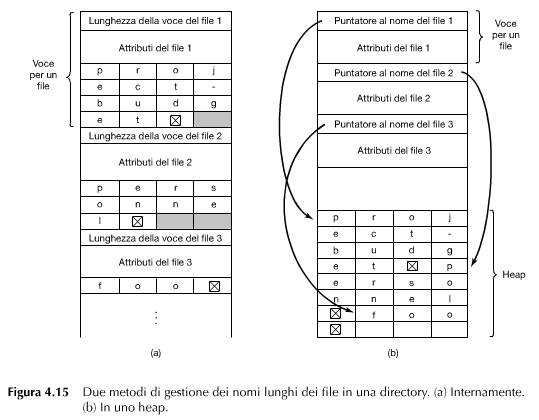 Lunghezza della voce del file 1
Attributi del file 1
Voce
per un
file
p r o j
e c t -
b u d g
e t ☒
Lunghezza della voce del file 2
Attributi del file 2
p e r s
o n n e
l ☒
Lunghezza della voce del file 3
Attributi del file 3
f o o ☒
⋮
(a)
Puntatore al nome del file 1
Attributi del file 1
Voce
per un
file
Puntatore al nome del file 2
Attributi del file 2
Puntatore al nome del file 3
Attributi del file 3
p r o j
e c t -
b u d g
e t ☒ p
e r s o
n n e l
☒ f o o
☒
Heap
(b)
Figura 4.15 Due metodi di gestione dei nomi lunghi dei file in una directory. (a) Internamente.
(b) In uno heap.